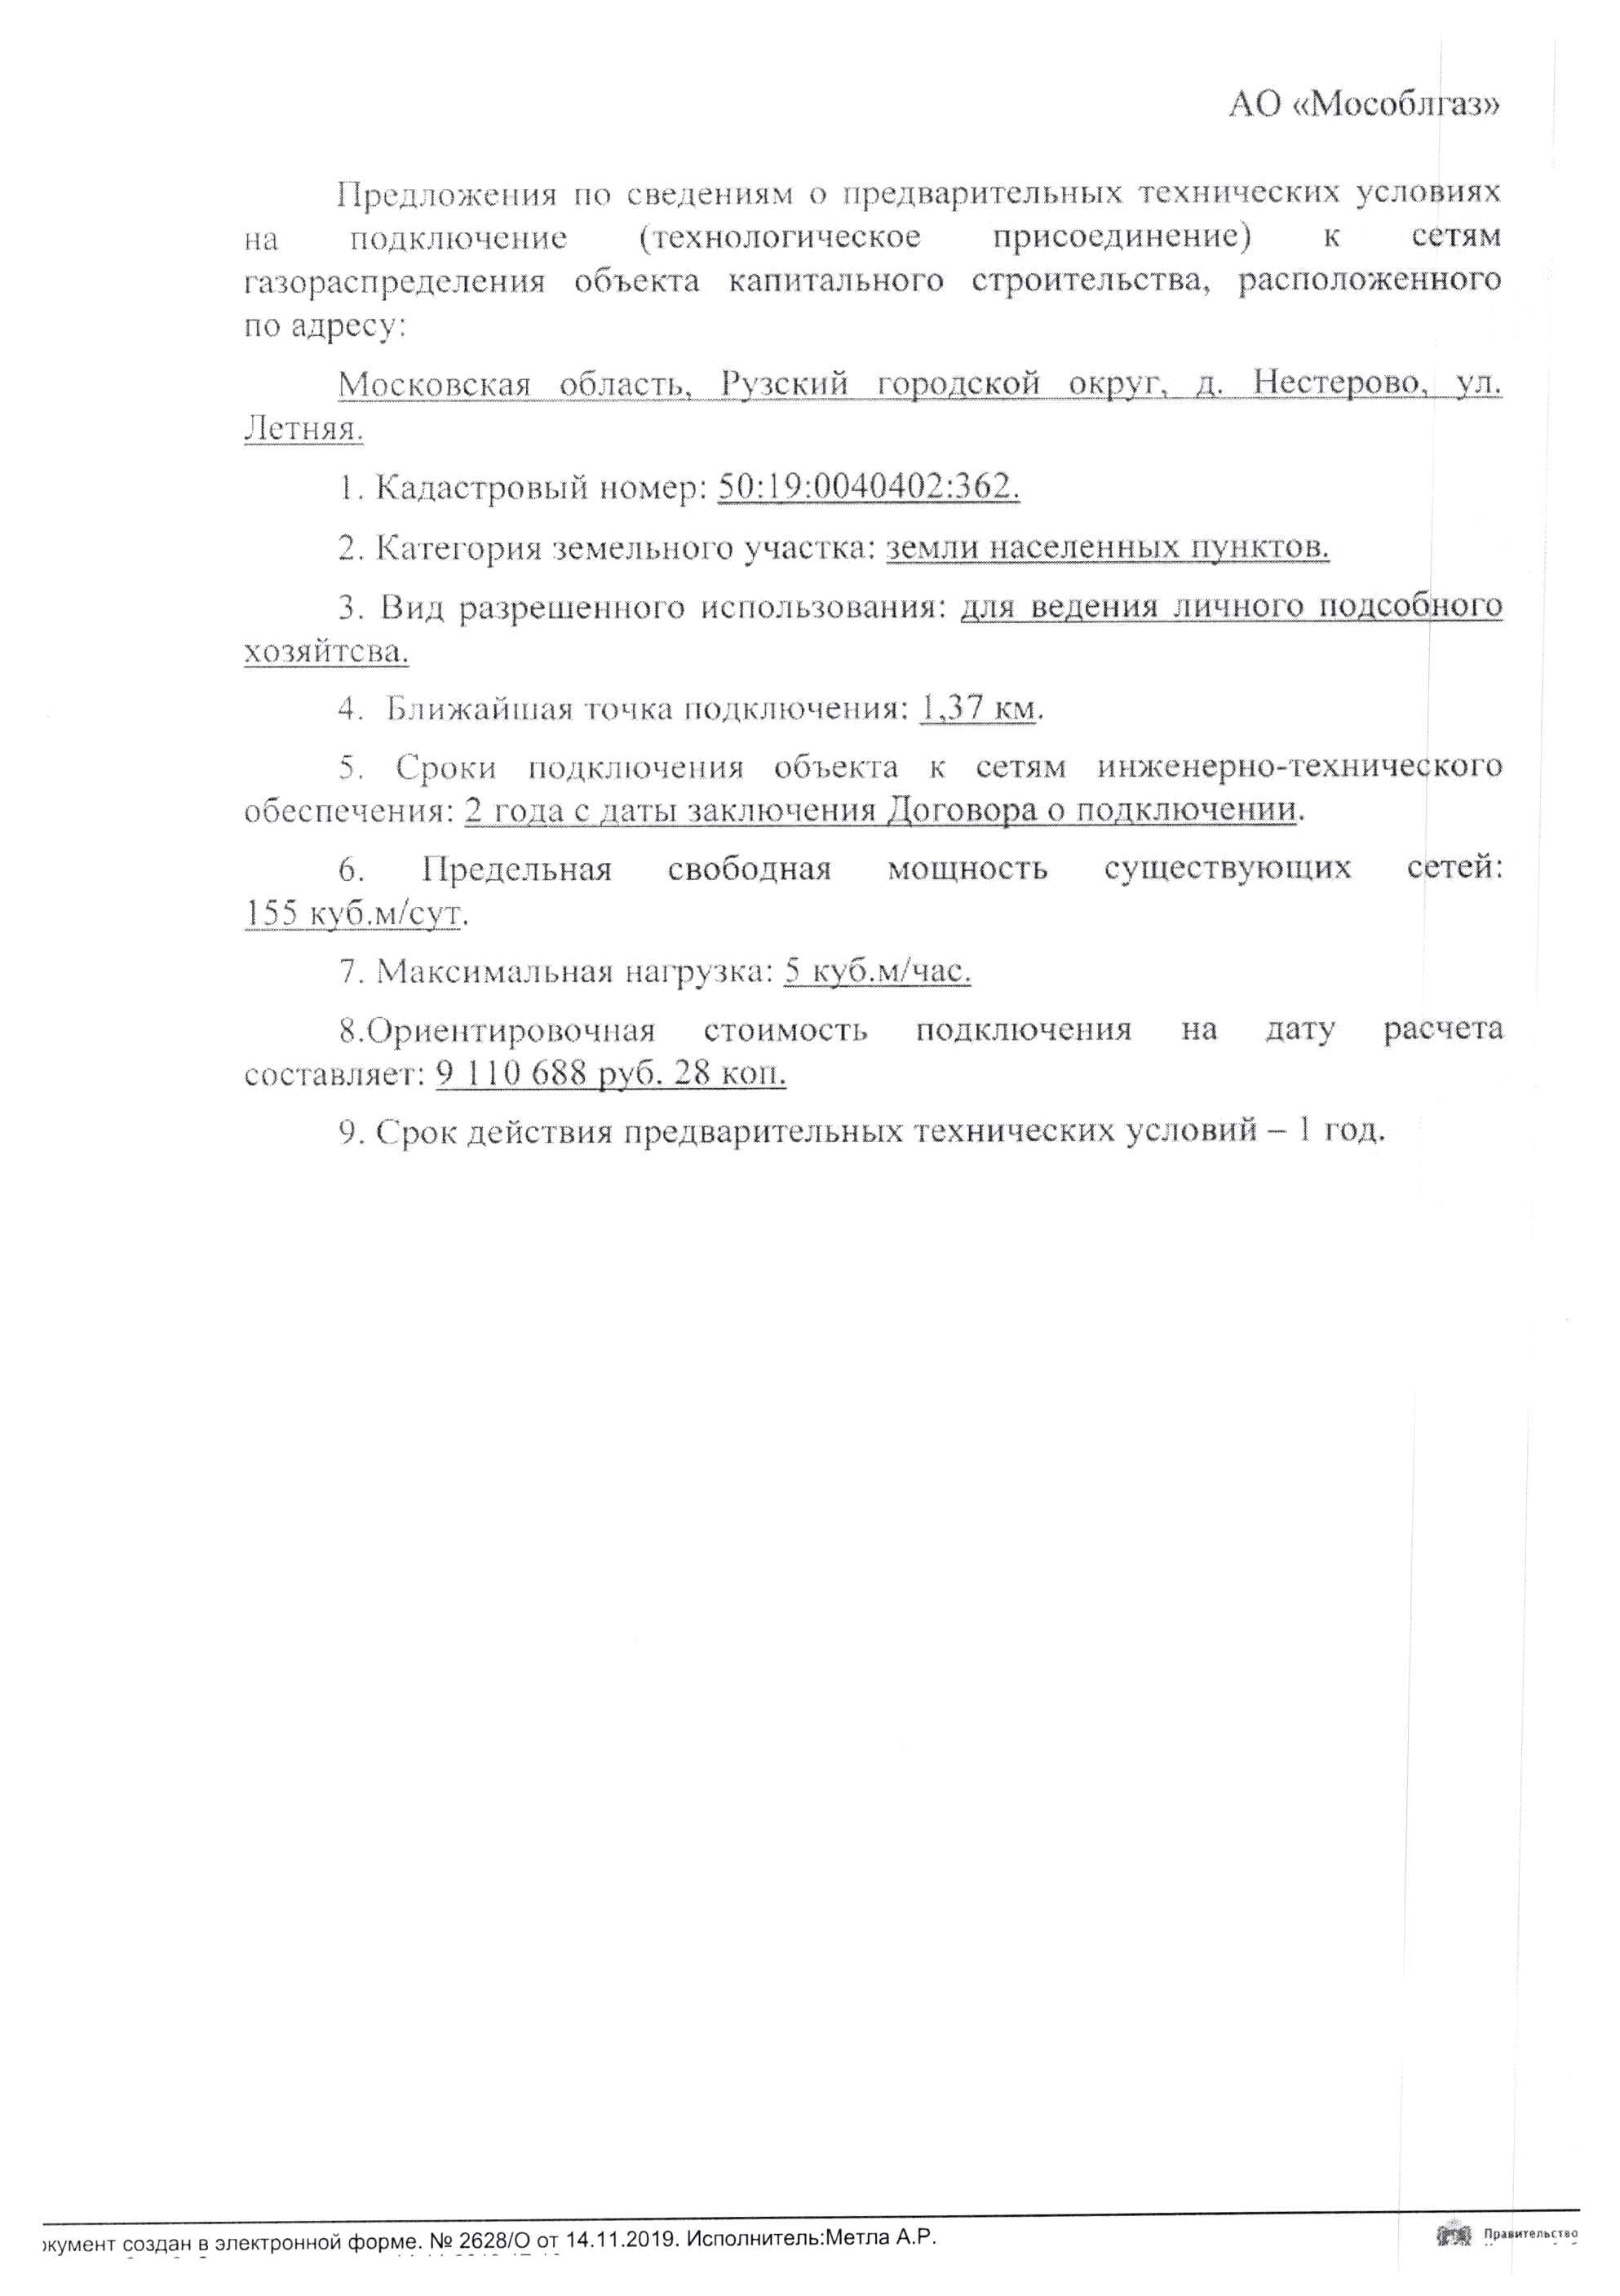 АО «Мособлгаз»
Предложения по сведениям о предварительных технических условиях
на подключение (технологическое присоединение) к сетям
газораспределения объекта капитального строительства, расположенного
по адресу:
Московская область, Рузский городской округ, д. Нестерово, ул.
Летняя.
1. Кадастровый номер: 50:19:0040402:362.
2. Категория земельного участка: земли населенных пунктов.
3. Вид разрешенного использования: для ведения личного подсобного
хозяйтсва.
4. Ближайшая точка подключения: 1,37 км.
5. Сроки подключения объекта к сетям инженерно-технического
обеспечения: 2 года с даты заключения Договора о подключении.
6. Предельная свободная мощность существующих сетей:
155 куб.м/сут.
7. Максимальная нагрузка: 5 куб.м/час.
8.Ориентировочная стоимость подключения на дату расчета
составляет: 9 110 688 руб. 28 коп.
9. Срок действия предварительных технических условий – 1 год.
окумент создан в электронной форме. № 2628/О от 14.11.2019. Исполнитель:Метла А.Р.
Правительство